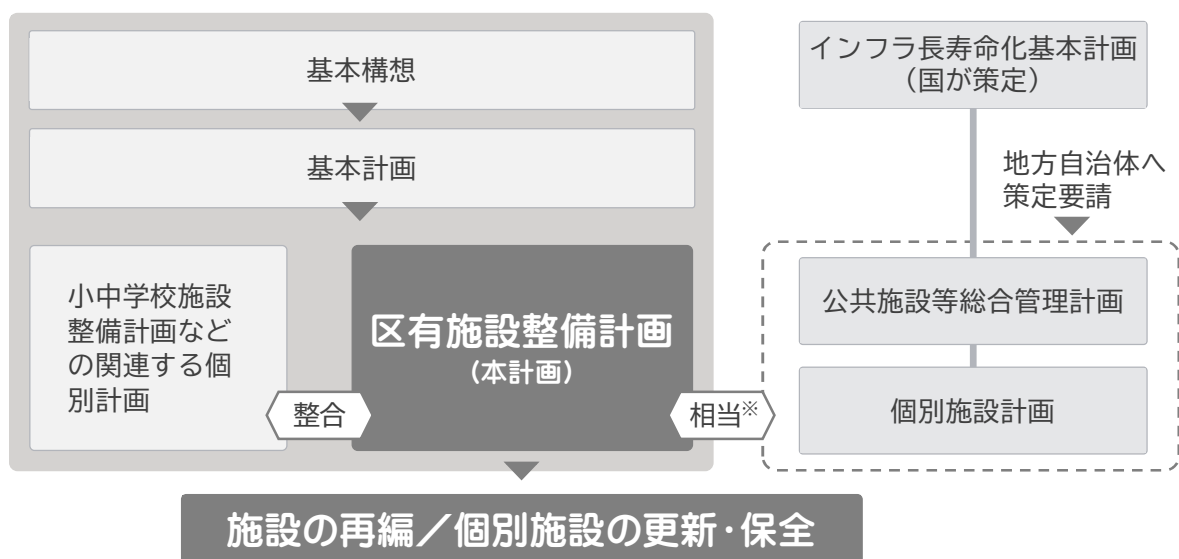 基本構想
基本計画
小中学校施設
整備計画など
の関連する個
別計画
整合
区有施設整備計画
（本計画）
相当※
インフラ長寿命化基本計画
（国が策定）
地方自治体へ
策定要請
公共施設等総合管理計画
個別施設計画
施設の再編／個別施設の更新・保全